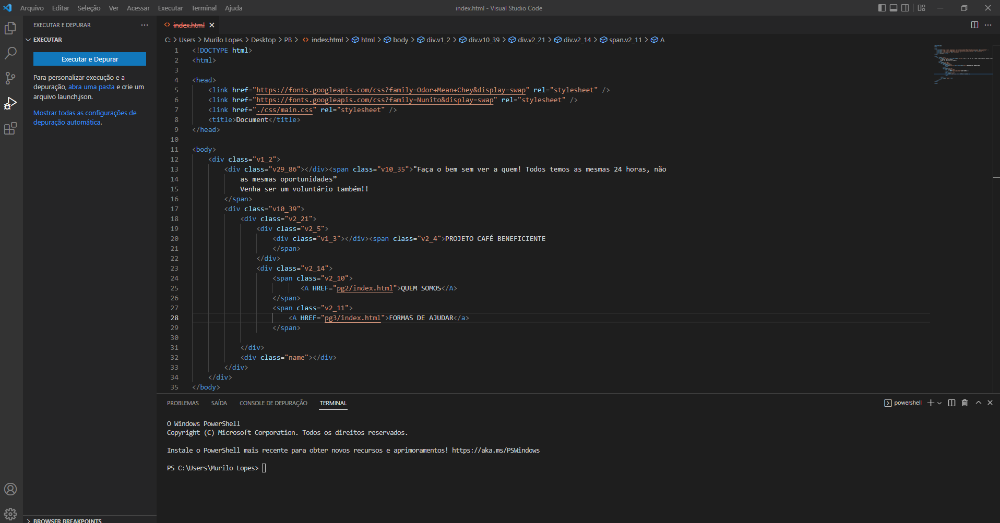 Arquivo Editar Seleção Ver Acessar Executar Terminal Ajuda
index.html - Visual Studio Code
EXECUTAR E DEPURAR
EXECUTAR
Executar e Depurar
Para personalizar execução e a
depuração, abra uma pasta e crie um
arquivo launch.json.
Mostrar todas as configurações de
depuração automática.
BROWSER BREAKPOINTS
index.html
C: > Users > Murilo Lopes > Desktop > PB > index.html > html > body > div.v1_2 > div.v10_39 > div.v2_21 > div.v2_14 > span.v2_11 > A
1 <!DOCTYPE html>
2 <html>
3
4 <head>
5 <link href="https://fonts.googleapis.com/css?family=Odor+Mean+Chey&display=swap" rel="stylesheet" />
6 <link href="https://fonts.googleapis.com/css?family=Nunito&display=swap" rel="stylesheet" />
7 <link href="./css/main.css" rel="stylesheet" />
8 <title>Document</title>
9 </head>
10
11 <body>
12 <div class="v1_2">
13 <div class="v29_86"></div><span class="v10_35">"Faça o bem sem ver a quem! Todos temos as mesmas 24 horas, não
14 as mesmas oportunidades”
15 Venha ser um voluntário também!!
16 </span>
17 <div class="v10_39">
18 <div class="v2_21">
19 <div class="v2_5">
20 <div class="v1_3"></div><span class="v2_4">PROJETO CAFÉ BENEFICIENTE
21 </span>
22 </div>
23 <div class="v2_14">
24 <span class="v2_10">
25 <A HREF="pg2/index.html">QUEM SOMOS</A>
26 </span>
27 <span class="v2_11">
28 <A HREF="pg3/index.html">FORMAS DE AJUDAR</a>
29 </span>
30
31 </div>
32 <div class="name"></div>
33 </div>
34 </div>
35 </body>
PROBLEMAS SAÍDA CONSOLE DE DEPURAÇÃO TERMINAL
powershell
O Windows PowerShell
Copyright (C) Microsoft Corporation. Todos os direitos reservados.
Instale o PowerShell mais recente para obter novos recursos e aprimoramentos! https://aka.ms/PSWindows
PS C:\Users\Murilo Lopes>